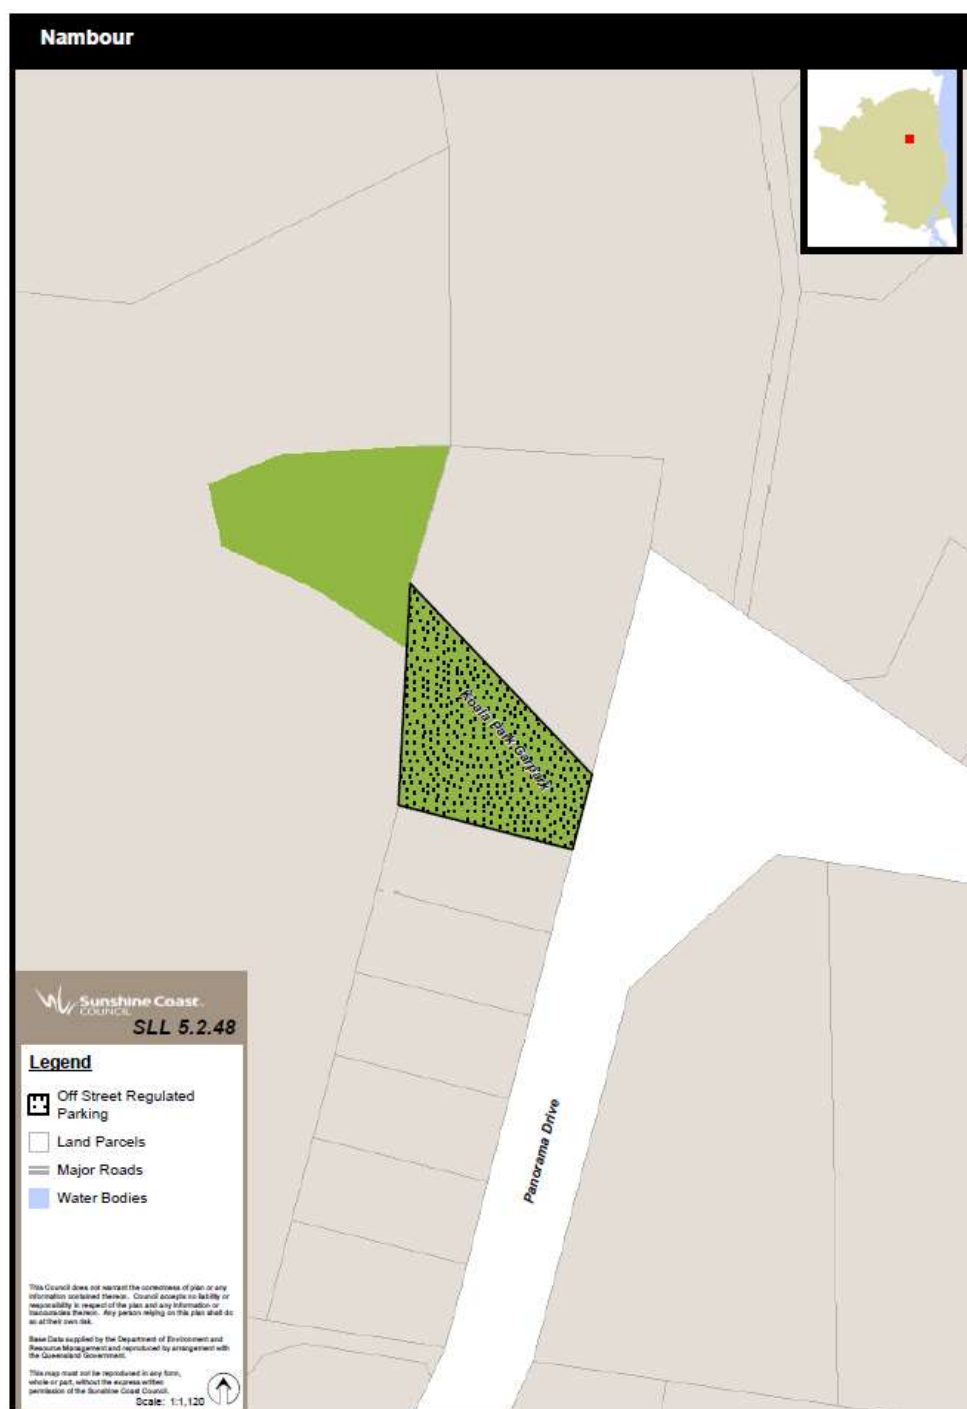 Nambour
Koala Park Carpark
Panorama Drive
Sunshine Coast
COUNCIL
SLL 5.2.48
Legend
Off Street Regulated
Parking
Land Parcels
Major Roads
Water Bodies
This Council does not warrant the correctness of plan or any
information contained thereon. Council accepts no liability or
responsibility in respect of the plan and any information or
inaccuracies thereon. Any person relying on this plan shall do
so at their own risk.
Base Data supplied by the Department of Environment and
Resource Management and reproduced by arrangement with
the Queensland Government.
This map must not be reproduced in any form,
whole or part, without the express written
permission of the Sunshine Coast Council.
Scale: 1:1,120